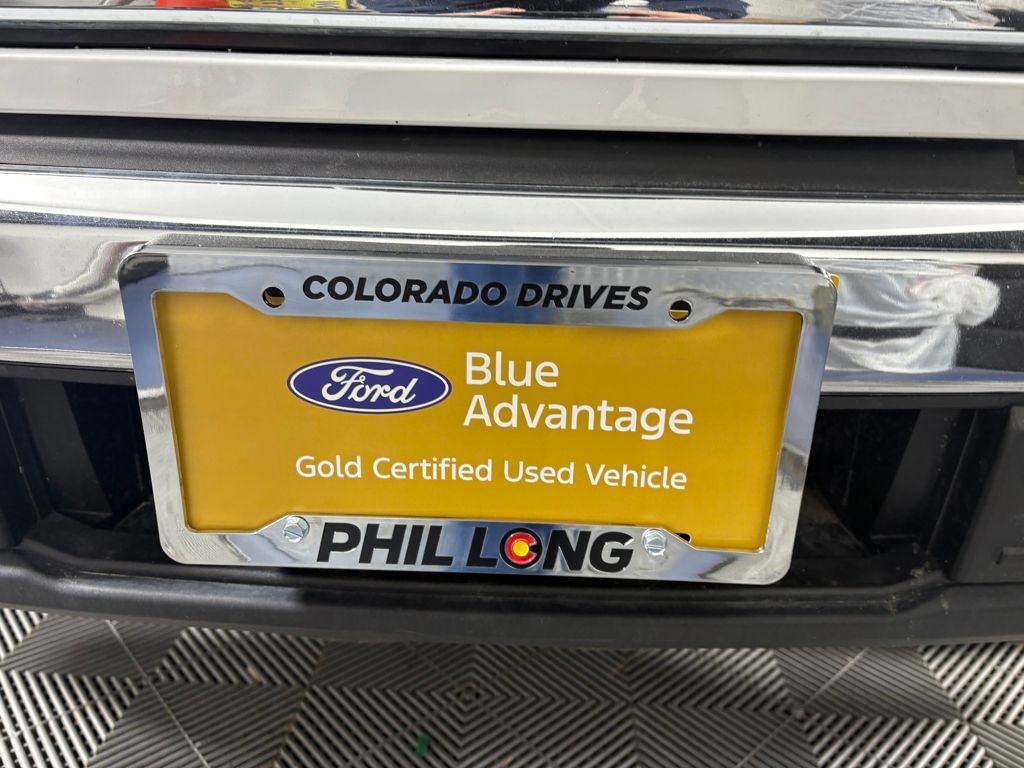 COLORADO DRIVES
Ford
Blue
Advantage
Gold Certified Used Vehicle
PHIL LONG